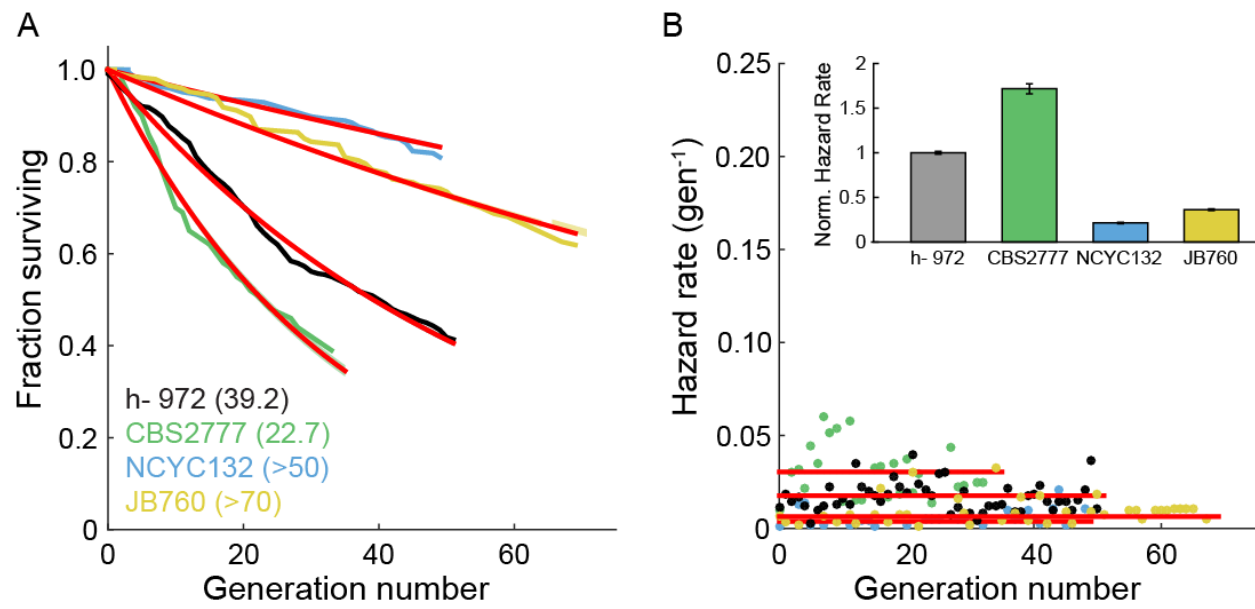 A
Fraction surviving
1.0
0.8
0.6
0.4
0.2
0
h- 972 (39.2)
CBS2777 (22.7)
NCYC132 (>50)
JB760 (>70)
0 20 40 60
Generation number
B
Hazard rate (gen⁻¹)
0.25
0.20
0.15
0.10
0.05
0
Norm. Hazard Rate
2
1.5
1
0.5
0
h- 972 CBS2777 NCYC132 JB760
0 20 40 60
Generation number